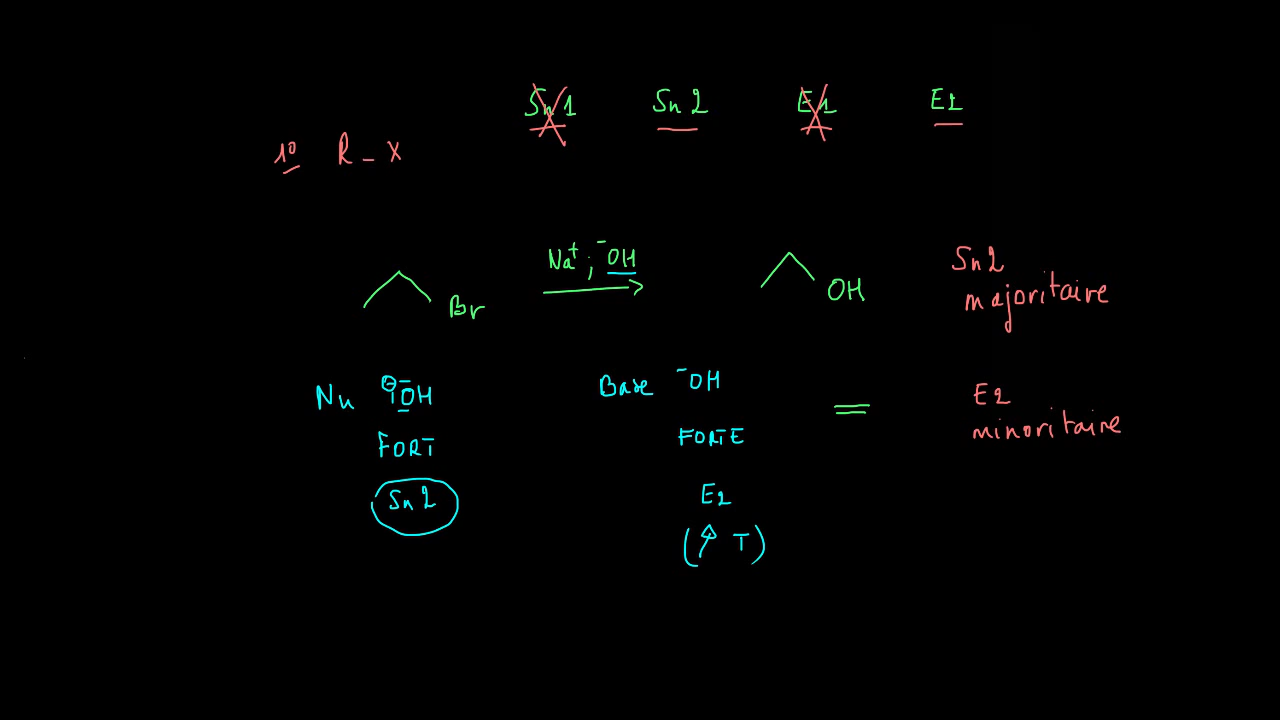 Sn1 Sn2 E1 E2
1° R - X
Na⁺ ; ⁻OH
Br
OH
Sn2
majoritaire
Nu ⊖|OH
Base ⁻OH
E2
minoritaire
FORT
FORTE
Sn2
E2
(↗ T)